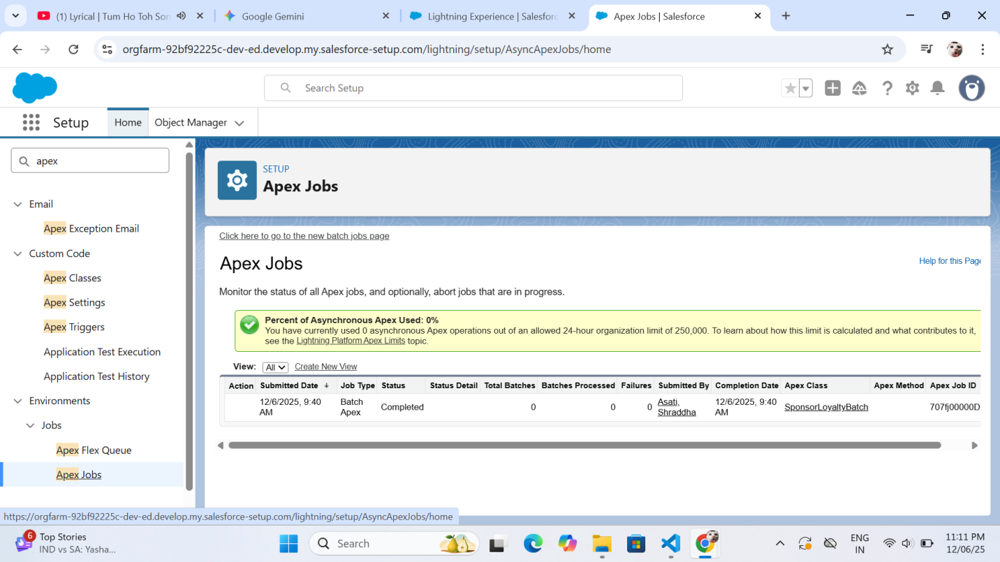 (1) Lyrical | Tum Ho Toh Son
Google Gemini
Lightning Experience | Salesforc
Apex Jobs | Salesforce
orgfarm-92bf92225c-dev-ed.develop.my.salesforce-setup.com/lightning/setup/AsyncApexJobs/home
Search Setup
Setup
Home
Object Manager
apex
Email
Apex Exception Email
Custom Code
Apex Classes
Apex Settings
Apex Triggers
Application Test Execution
Application Test History
Environments
Jobs
Apex Flex Queue
Apex Jobs
SETUP
Apex Jobs
Click here to go to the new batch jobs page
Apex Jobs
Help for this Page
Monitor the status of all Apex jobs, and optionally, abort jobs that are in progress.
Percent of Asynchronous Apex Used: 0%
You have currently used 0 asynchronous Apex operations out of an allowed 24-hour organization limit of 250,000. To learn about how this limit is calculated and what contributes to it,
see the Lightning Platform Apex Limits topic.
View: All Create New View
Action Submitted Date Job Type Status Status Detail Total Batches Batches Processed Failures Submitted By Completion Date Apex Class Apex Method Apex Job ID
12/6/2025, 9:40 AM Batch Apex Completed 0 0 0 Asati, Shraddha 12/6/2025, 9:40 AM SponsorLoyaltyBatch 707fj00000D
https://orgfarm-92bf92225c-dev-ed.develop.my.salesforce-setup.com/lightning/setup/AsyncApexJobs/home
6
Top Stories
IND vs SA: Yasha...
Search
ENG
IN
11:11 PM
12/06/25